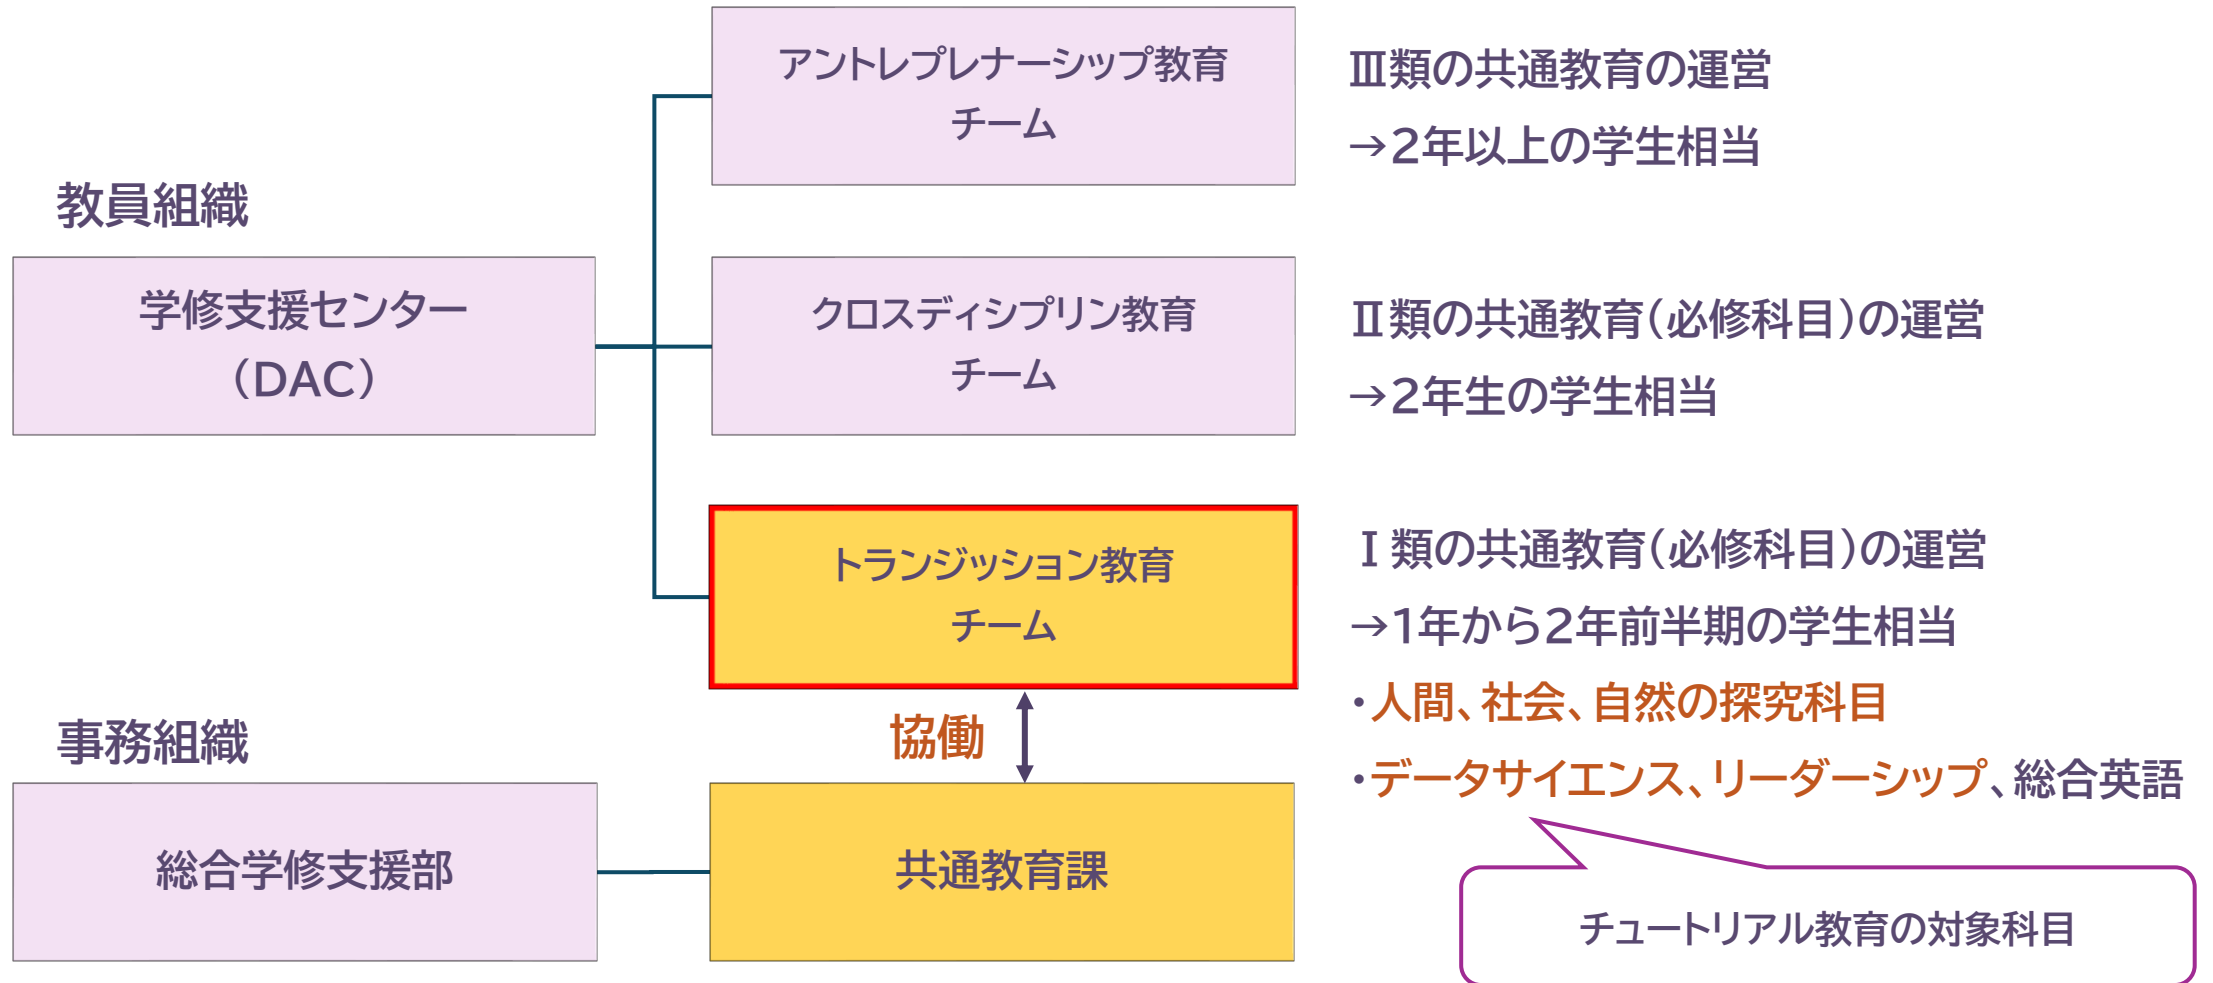 アントレプレナーシップ教育
チーム
Ⅲ類の共通教育の運営
→2年以上の学生相当
教員組織
学修支援センター
(DAC)
クロスディシプリン教育
チーム
Ⅱ類の共通教育(必修科目)の運営
→2年生の学生相当
トランジッション教育
チーム
Ⅰ類の共通教育(必修科目)の運営
→1年から2年前半期の学生相当
・人間、社会、自然の探究科目
・データサイエンス、リーダーシップ、総合英語
協働
事務組織
総合学修支援部
共通教育課
チュートリアル教育の対象科目